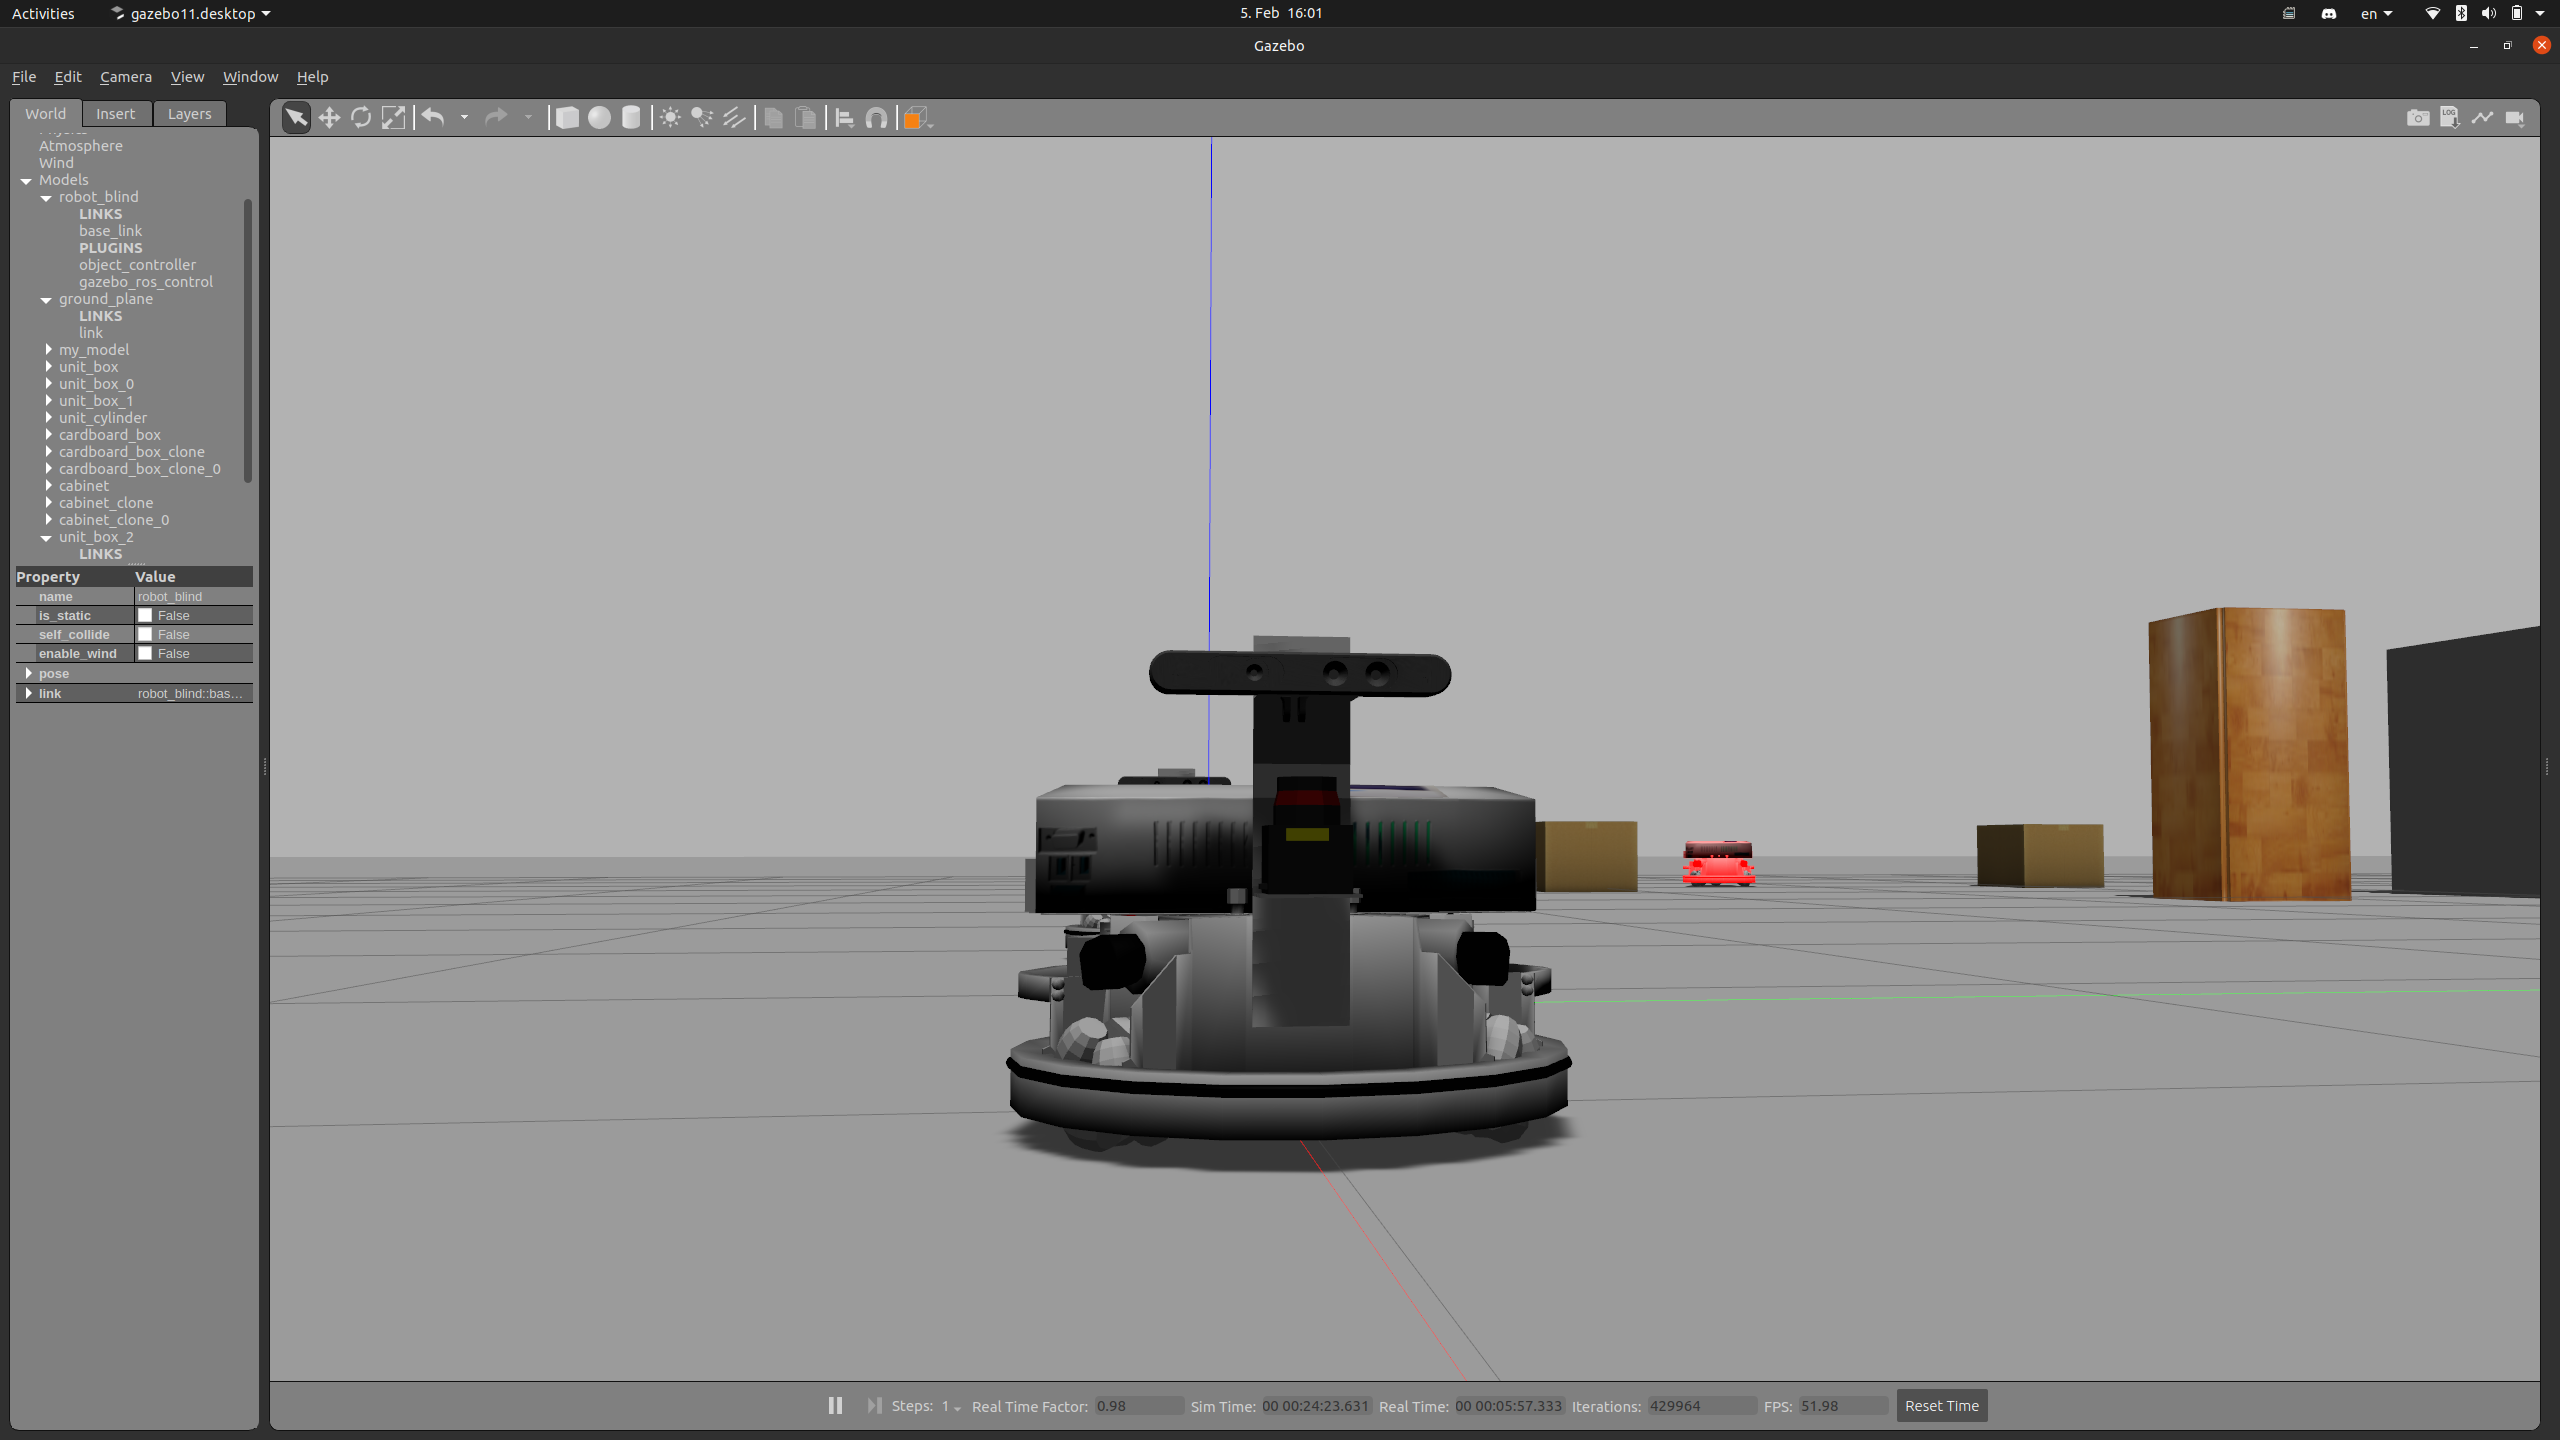 Activities gazebo11.desktop 5. Feb 16:01 en
Gazebo
File Edit Camera View Window Help
World Insert Layers
Atmosphere
Wind
Models
robot_blind
LINKS
base_link
PLUGINS
object_controller
gazebo_ros_control
ground_plane
LINKS
link
my_model
unit_box
unit_box_0
unit_box_1
unit_cylinder
cardboard_box
cardboard_box_clone
cardboard_box_clone_0
cabinet
cabinet_clone
cabinet_clone_0
unit_box_2
LINKS
Property Value
name robot_blind
is_static False
self_collide False
enable_wind False
pose
link robot_blind::bas...
LOG
Steps: 1 Real Time Factor: 0.98 Sim Time: 00 00:24:23.631 Real Time: 00 00:05:57.333 Iterations: 429964 FPS: 51.98 Reset Time